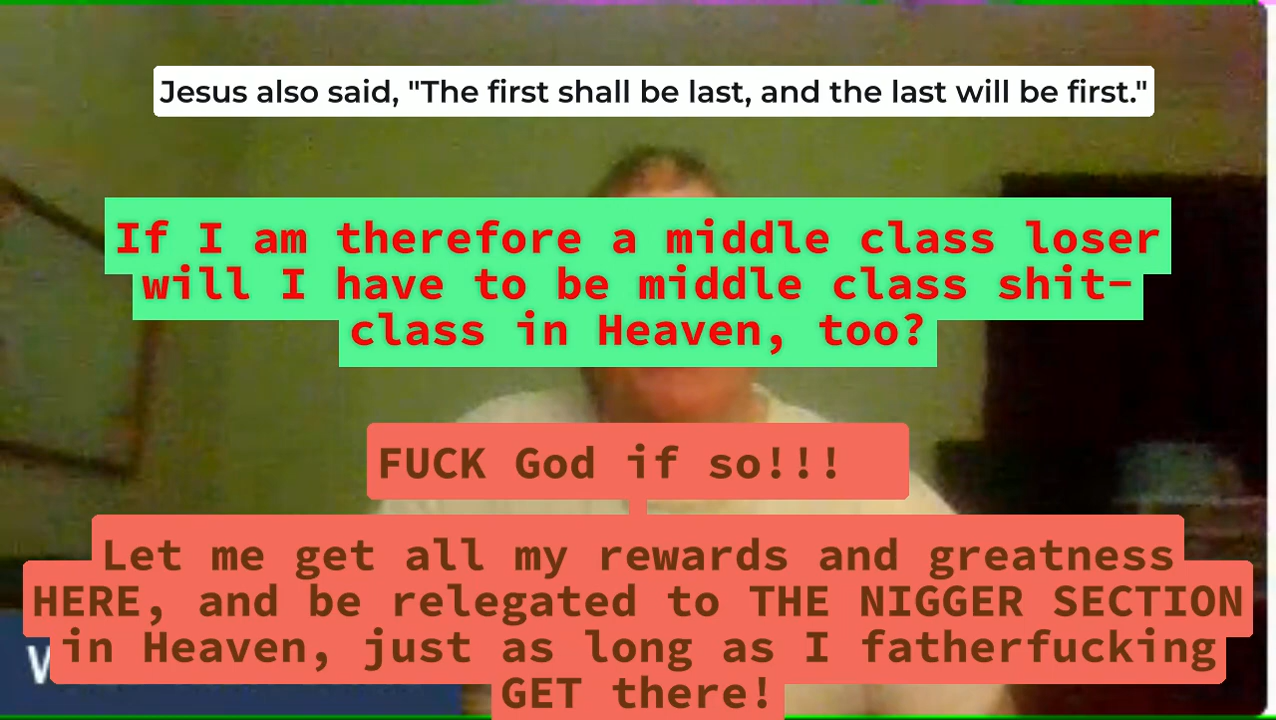 Jesus also said, "The first shall be last, and the last will be first."
If I am therefore a middle class loser
will I have to be middle class shit-
class in Heaven, too?
FUCK God if so!!!
Let me get all my rewards and greatness
HERE, and be relegated to THE NIGGER SECTION
in Heaven, just as long as I fatherfucking
GET there!